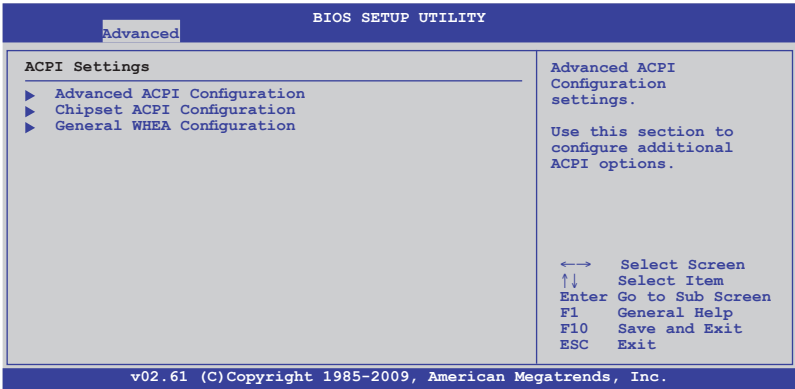 BIOS SETUP UTILITY
Advanced
ACPI Settings
Advanced ACPI Configuration
Chipset ACPI Configuration
General WHEA Configuration
Advanced ACPI
Configuration
settings.
Use this section to
configure additional
ACPI options.
←→ Select Screen
↑↓ Select Item
Enter Go to Sub Screen
F1 General Help
F10 Save and Exit
ESC Exit
v02.61 (C)Copyright 1985-2009, American Megatrends, Inc.